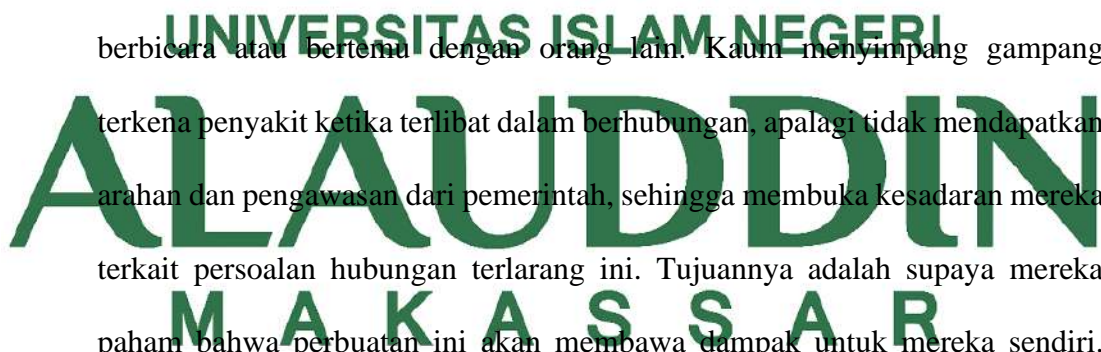 UNIVERSITAS ISLAM NEGERI
berbicara atau bertemu dengan orang lain. Kaum menyimpang gampang
ALAUDDIN
terkena penyakit ketika terlibat dalam berhubungan, apalagi tidak mendapatkan
arahan dan pengawasan dari pemerintah, sehingga membuka kesadaran mereka
terkait persoalan hubungan terlarang ini. Tujuannya adalah supaya mereka
MAKASSAR
paham bahwa perbuatan ini akan membawa dampak untuk mereka sendiri.